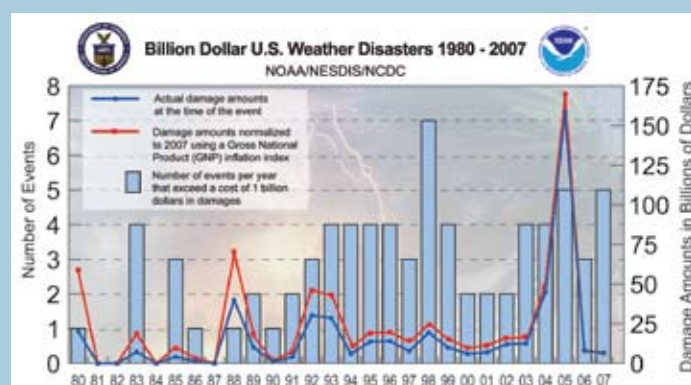 Billion Dollar U.S. Weather Disasters 1980 - 2007
NOAA/NESDIS/NCDC
Actual damage amounts
at the time of the event
Damage amounts normalized
to 2007 using a Gross National
Product (GNP) inflation index
Number of events per year
that exceed a cost of 1 billion
dollars in damages
Number of Events
8
7
6
5
4
3
2
1
0
175
150
125
100
75
50
25
0
Damage Amounts in Billions of Dollars
80 81 82 83 84 85 86 87 88 89 90 91 92 93 94 95 96 97 98 99 00 01 02 03 04 05 06 07